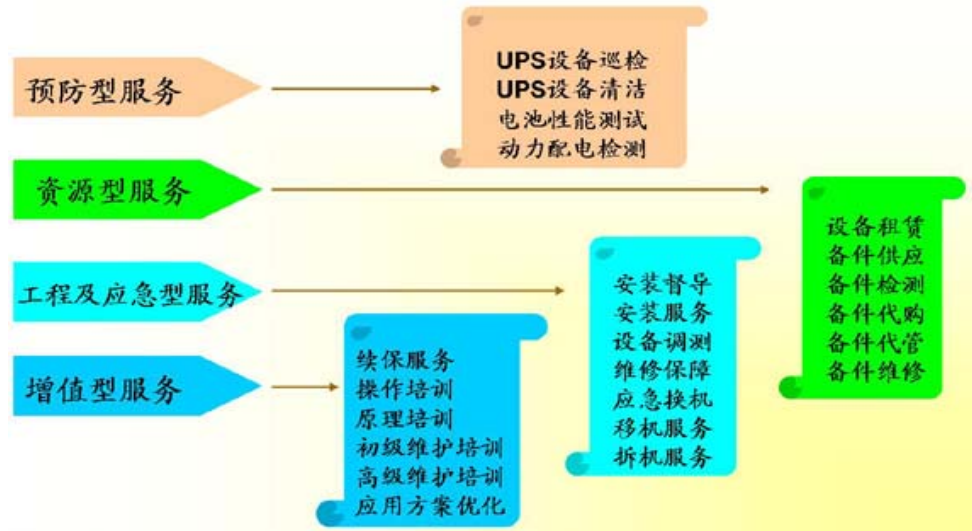 预防型服务
UPS设备巡检
UPS设备清洁
电池性能测试
动力配电检测
资源型服务
设备租赁
备件供应
备件检测
备件代购
备件代管
备件维修
工程及应急型服务
安装督导
安装服务
设备调测
维修保障
应急换机
移机服务
拆机服务
增值型服务
续保服务
操作培训
原理培训
初级维护培训
高级维护培训
应用方案优化